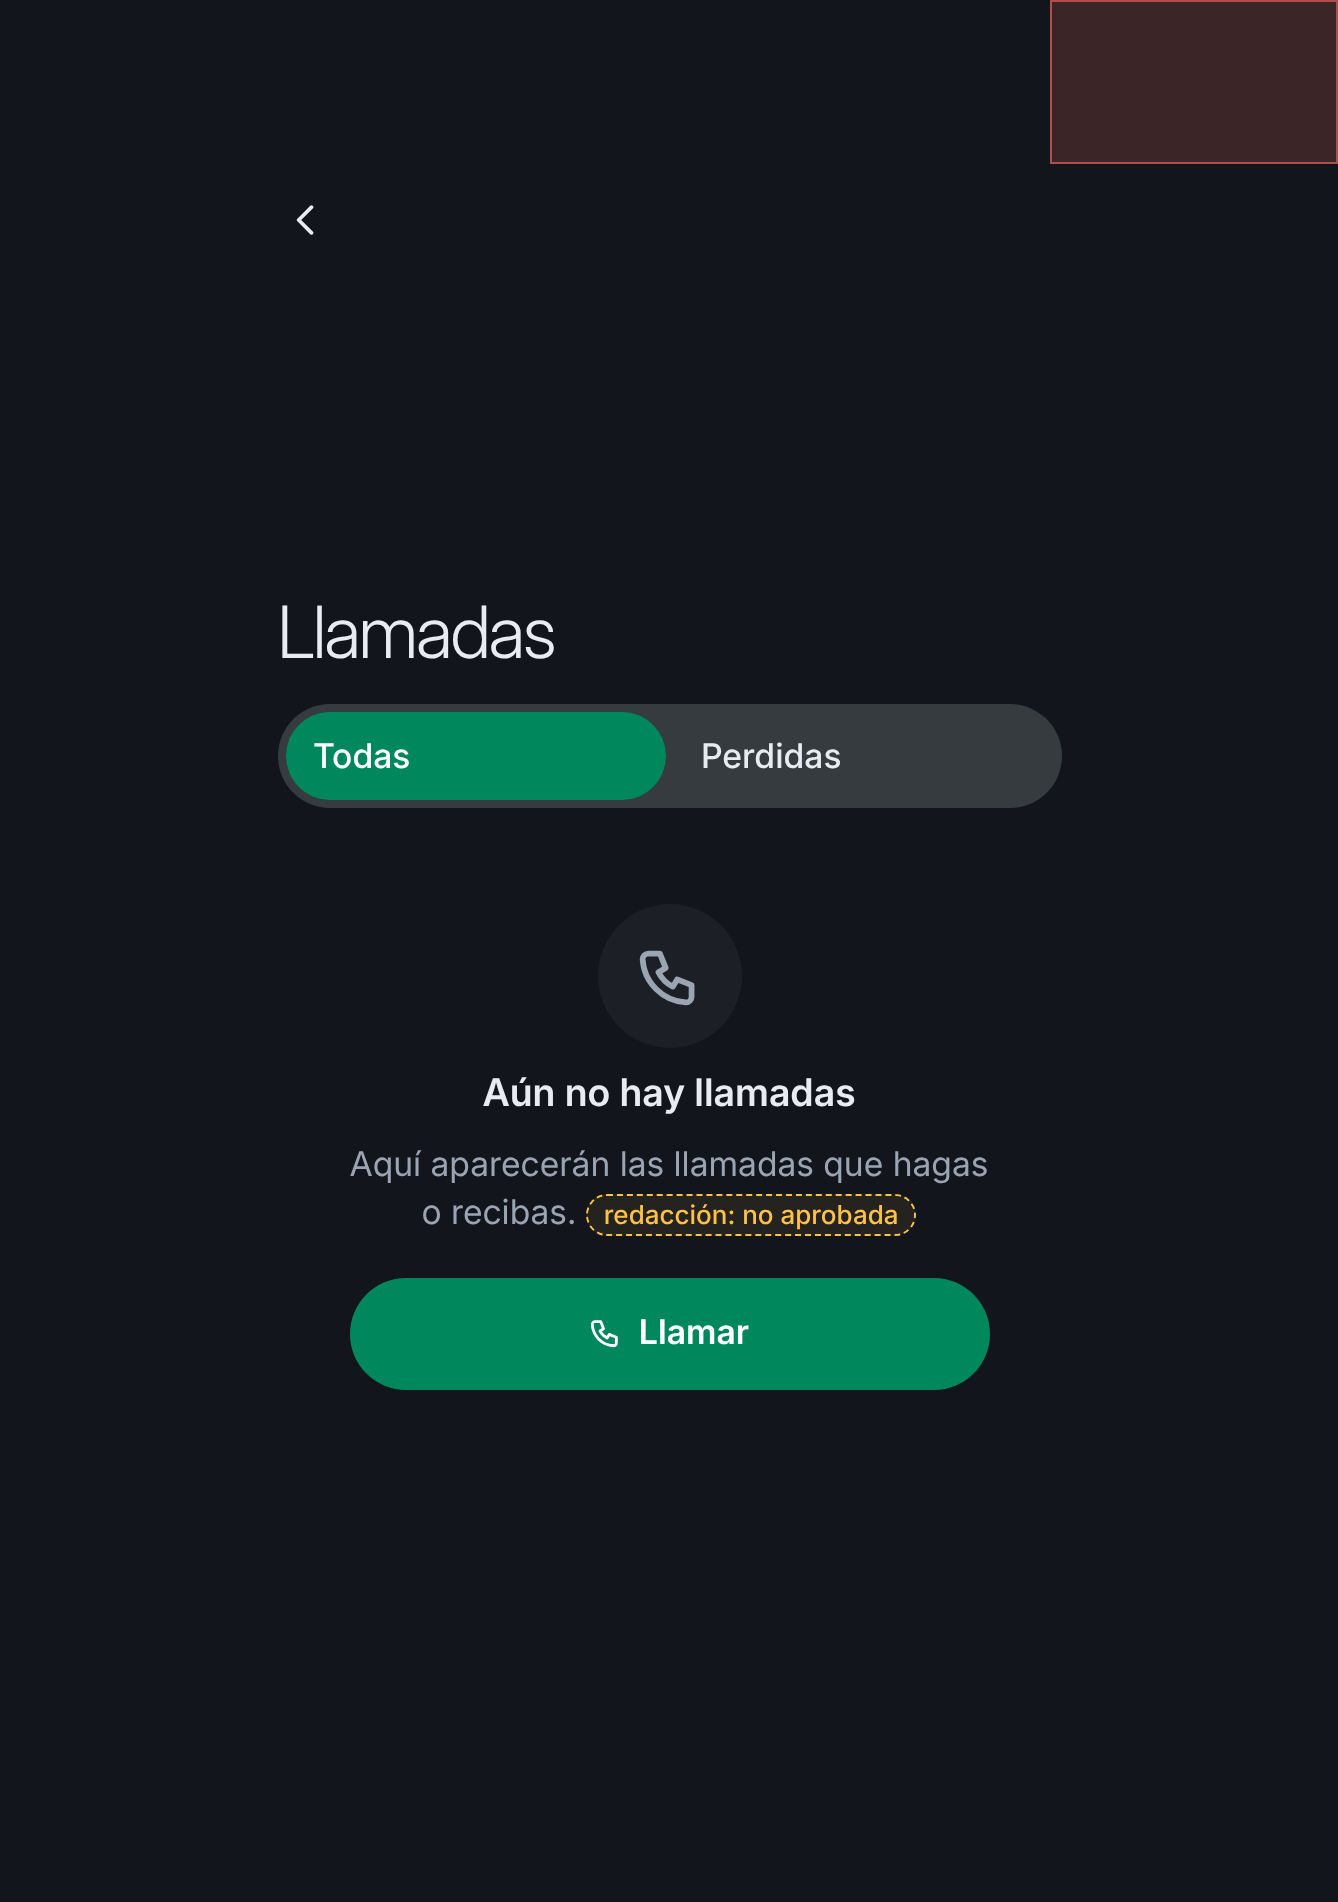 Llamadas
Todas
Perdidas
Aún no hay llamadas
Aquí aparecerán las llamadas que hagas
o recibas. redacción: no aprobada
Llamar